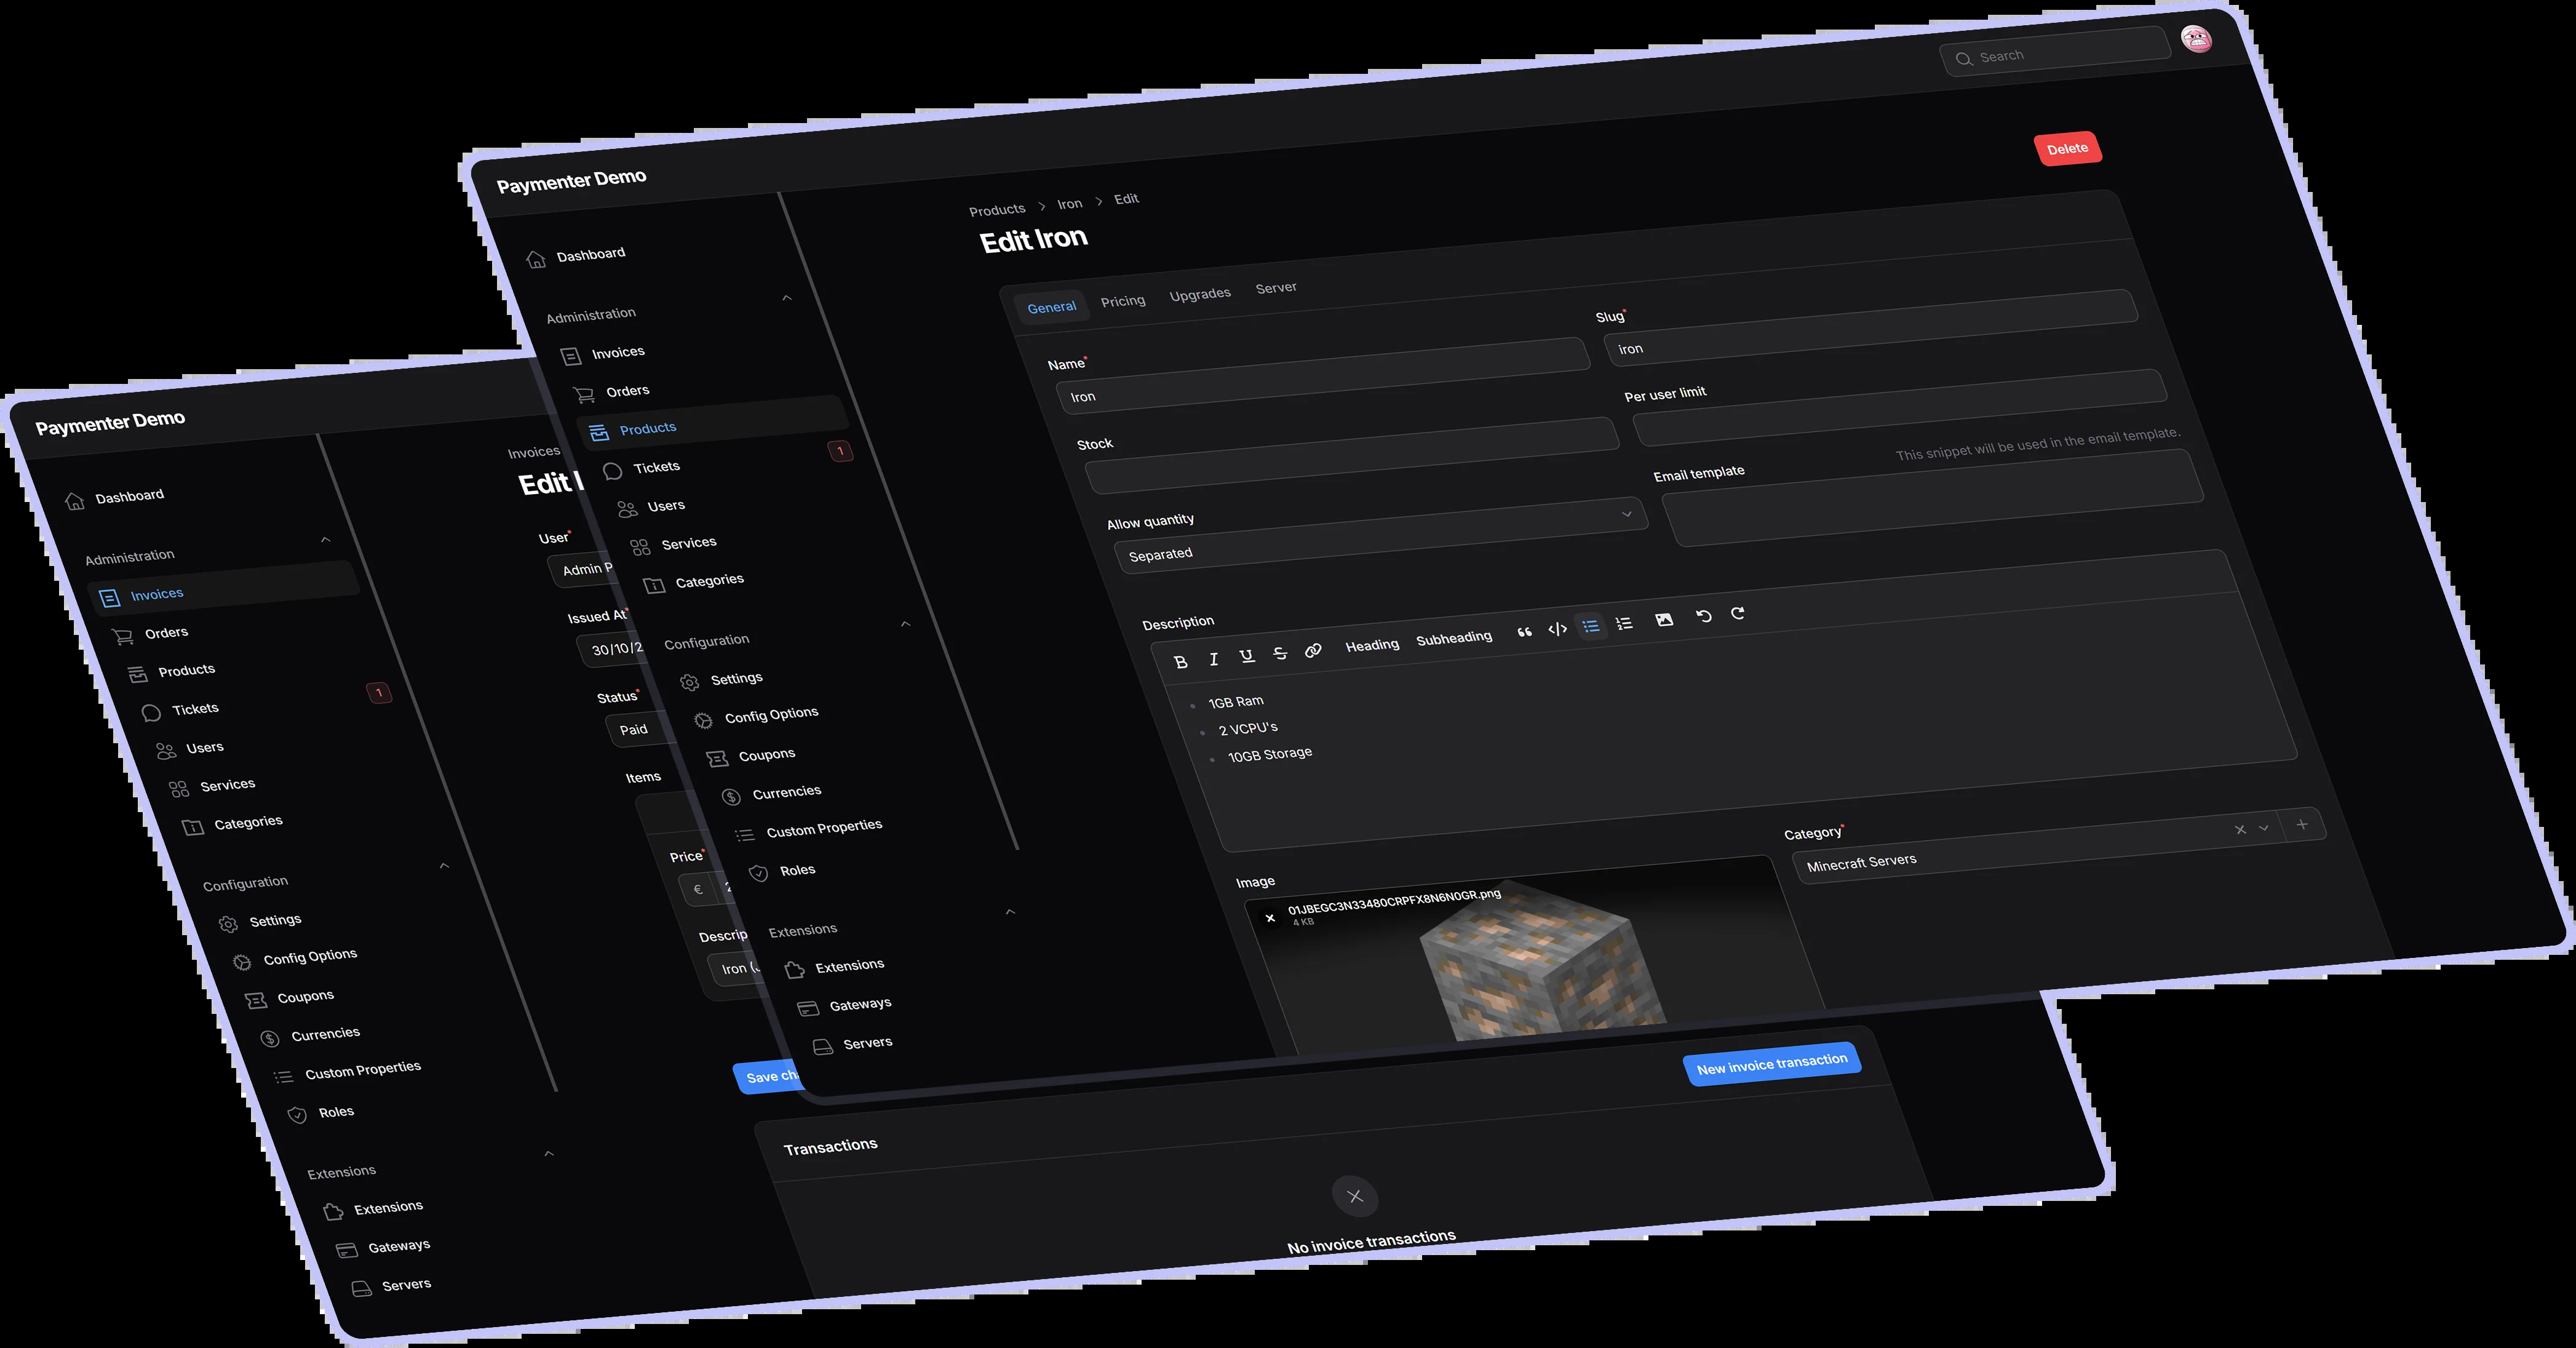 Search
Paymenter Demo
Delete
Products > Iron > Edit
Edit Iron
Dashboard
Administration
Invoices
Orders
Products
Tickets
1
Users
Services
Categories
Configuration
Settings
Config Options
Coupons
Currencies
Custom Properties
Roles
Extensions
Extensions
Gateways
Servers
General
Pricing
Upgrades
Server
Name*
Iron
Slug*
iron
Stock
Per user limit
Allow quantity
Separated
Email template
This snippet will be used in the email template.
Description
Heading
Subheading
1GB Ram
2 VCPU's
10GB Storage
Image
01JBEGC3N33480CRPFX8N6N0GR.png
4 KB
Category*
Minecraft Servers
Paymenter Demo
Dashboard
Administration
Invoices
Orders
Products
Tickets
1
Users
Services
Categories
Configuration
Settings
Config Options
Coupons
Currencies
Custom Properties
Roles
Extensions
Extensions
Gateways
Servers
Invoices
Edit
User*
Admin
Issued At*
30/10/2
Status*
Paid
Items
Price*
€
Descrip
Iron
Save
New invoice transaction
Transactions
No invoice transactions